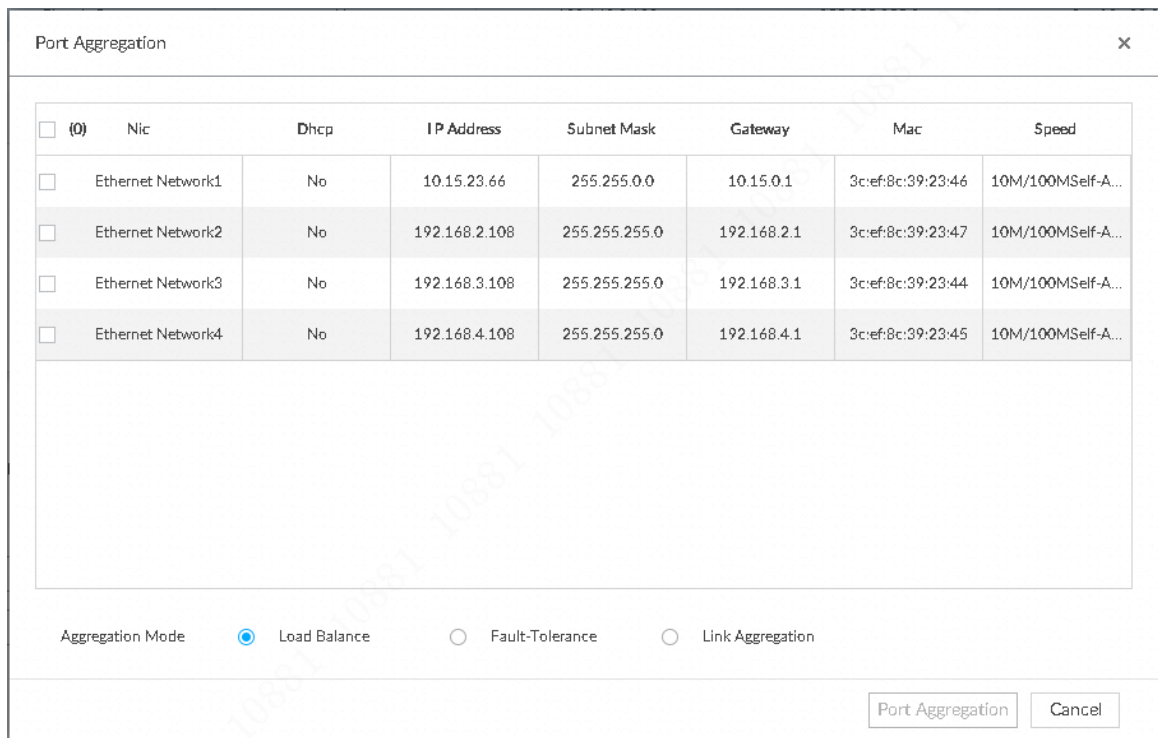 Port Aggregation
(0) Nic Dhcp IP Address Subnet Mask Gateway Mac Speed
Ethernet Network1 No 10.15.23.66 255.255.0.0 10.15.0.1 3c:ef:8c:39:23:46 10M/100MSelf-A...
Ethernet Network2 No 192.168.2.108 255.255.255.0 192.168.2.1 3c:ef:8c:39:23:47 10M/100MSelf-A...
Ethernet Network3 No 192.168.3.108 255.255.255.0 192.168.3.1 3c:ef:8c:39:23:44 10M/100MSelf-A...
Ethernet Network4 No 192.168.4.108 255.255.255.0 192.168.4.1 3c:ef:8c:39:23:45 10M/100MSelf-A...
Aggregation Mode Load Balance Fault-Tolerance Link Aggregation
Port Aggregation Cancel
10881 10881 10881 10881 10881